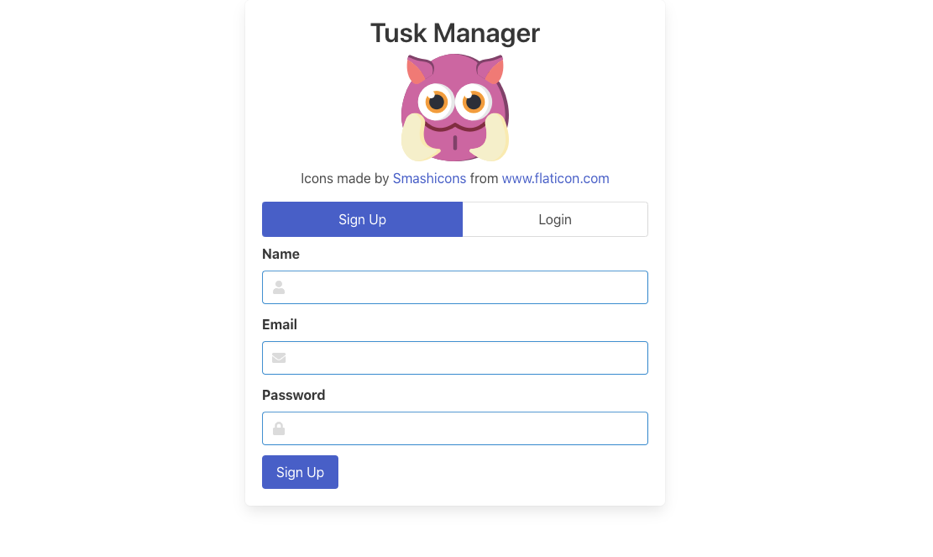 Tusk Manager
Icons made by Smashicons from www.flaticon.com
Sign Up Login
Name
Email
Password
Sign Up